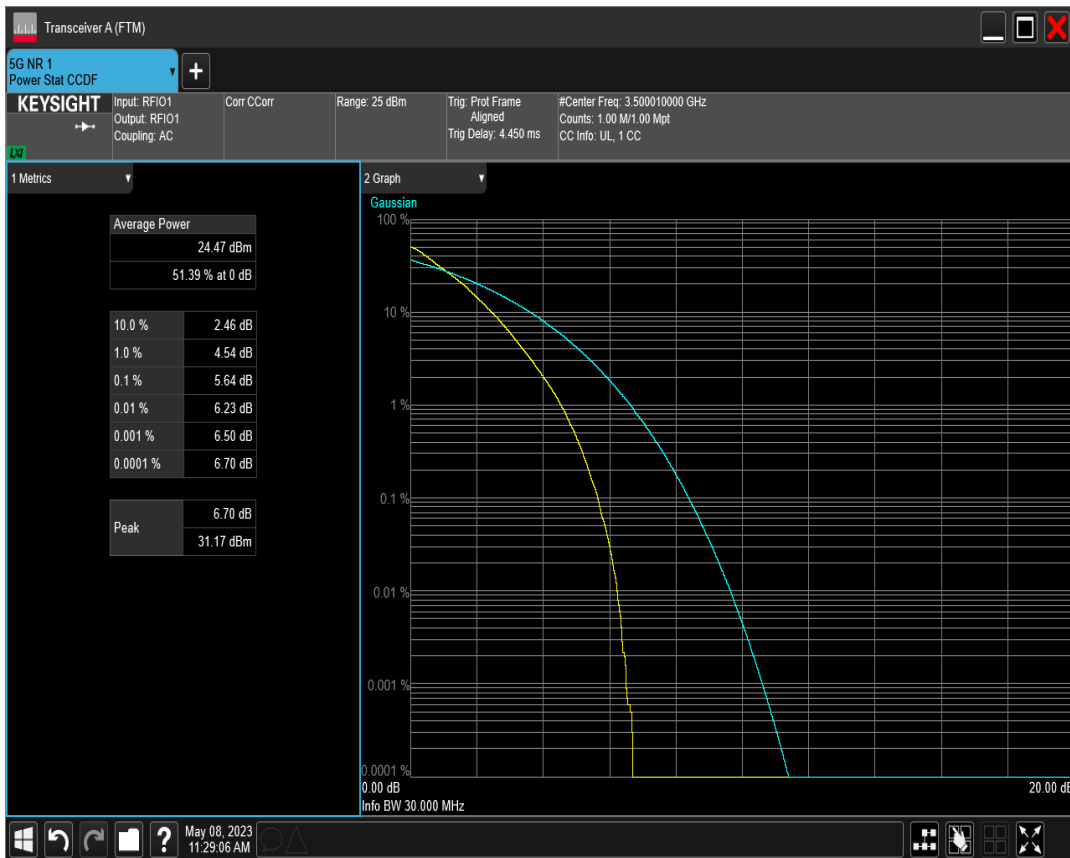 Transceiver A (FTM)
5G NR 1
Power Stat CCDF
+
KEYSIGHT
LXI
Input: RFIO1
Output: RFIO1
Coupling: AC
Corr CCorr
Range: 25 dBm
Trig: Prot Frame
Aligned
Trig Delay: 4.450 ms
#Center Freq: 3.500010000 GHz
Counts: 1.00 M/1.00 Mpt
CC Info: UL, 1 CC
1 Metrics
Average Power
24.47 dBm
51.39 % at 0 dB
10.0 % 2.46 dB
1.0 % 4.54 dB
0.1 % 5.64 dB
0.01 % 6.23 dB
0.001 % 6.50 dB
0.0001 % 6.70 dB
Peak 6.70 dB
31.17 dBm
2 Graph
Gaussian
100 %
10 %
1 %
0.1 %
0.01 %
0.001 %
0.0001 %
0.00 dB 20.00 dB
Info BW 30.000 MHz
?
May 08, 2023
11:29:06 AM